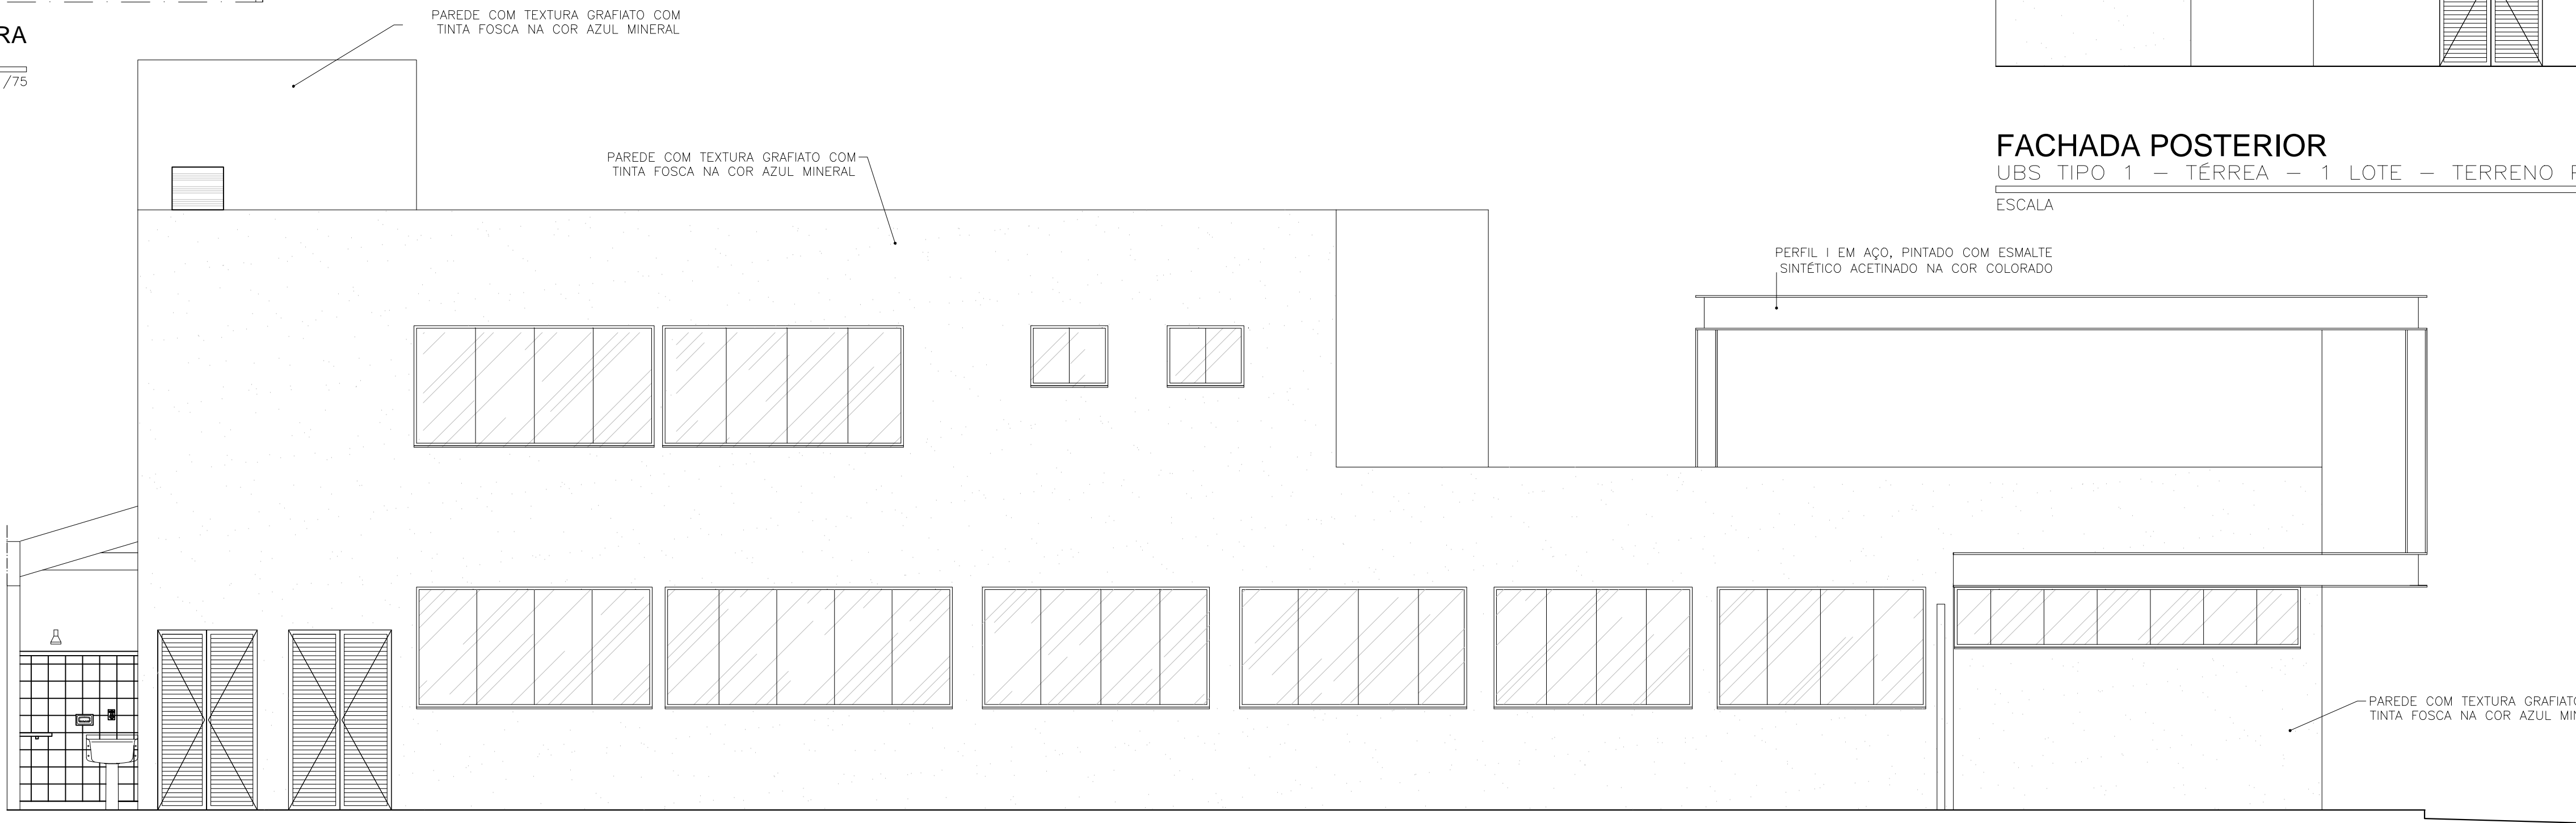 RA
/75
PAREDE COM TEXTURA GRAFIATO COM
TINTA FOSCA NA COR AZUL MINERAL
PAREDE COM TEXTURA GRAFIATO COM
TINTA FOSCA NA COR AZUL MINERAL
FACHADA POSTERIOR
UBS TIPO 1 – TÉRREA – 1 LOTE – TERRENO
ESCALA
PERFIL I EM AÇO, PINTADO COM ESMALTE
SINTÉTICO ACETINADO NA COR COLORADO
PAREDE COM TEXTURA GRAFIATO
TINTA FOSCA NA COR AZUL